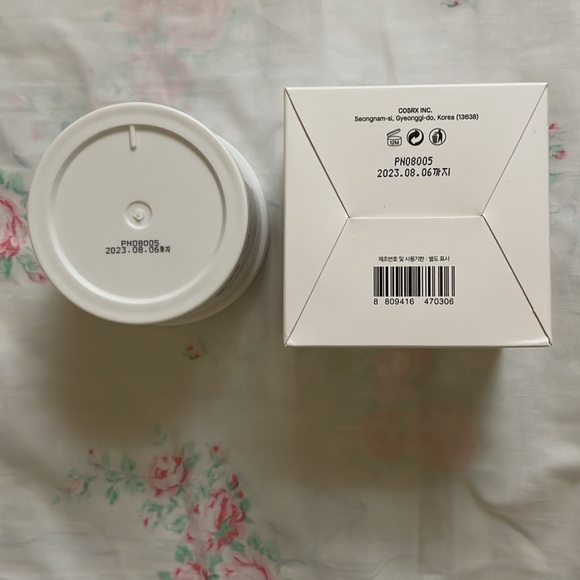 PN08005
2023.08.06까지
COSRX INC.
Seongnam-si, Gyeonggi-do, Korea (13638)
12M
PN08005
2023.08.06까지
제조번호 및 사용기한 : 별도 표시
8 809416 470306